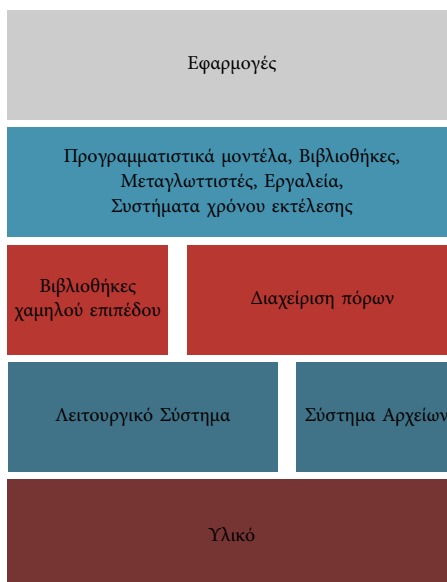 Εφαρμογές
Προγραμματιστικά μοντέλα, Βιβλιοθήκες,
Μεταγλωττιστές, Εργαλεία,
Συστήματα χρόνου εκτέλεσης
Βιβλιοθήκες
χαμηλού επιπέδου
Διαχείριση πόρων
Λειτουργικό Σύστημα
Σύστημα Αρχείων
Υλικό